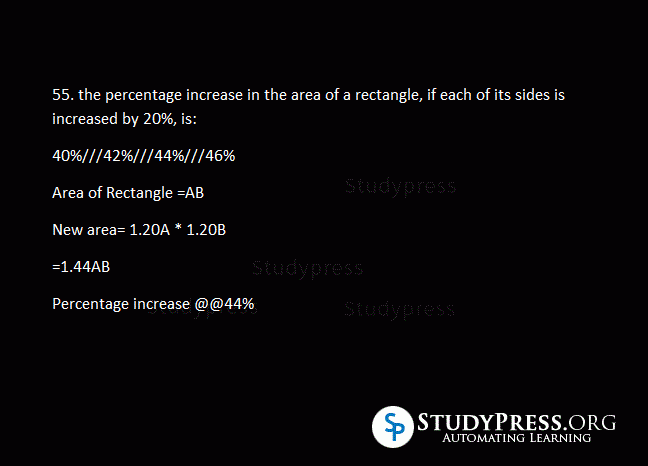 55. the percentage increase in the area of a rectangle, if each of its sides is
increased by 20%, is:
40%///42%///44%///46%
Area of Rectangle =AB
Studypress
New area= 1.20A * 1.20B
=1.44AB
Studypress
Percentage increase @@44%
Studypress
Studypress
SP
STUDYPRESS.ORG
AUTOMATING LEARNING